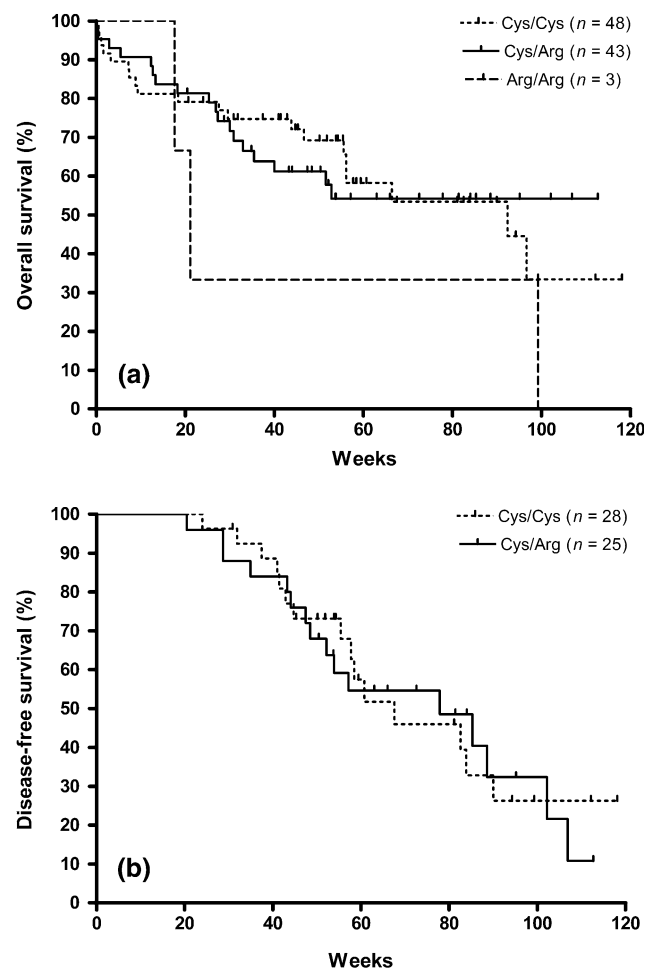 100
90
80
70
60
50
40
30
20
10
0
Overall survival (%)
Cys/Cys (n = 48)
Cys/Arg (n = 43)
Arg/Arg (n = 3)
(a)
0 20 40 60 80 100 120
Weeks
100
90
80
70
60
50
40
30
20
10
0
Disease-free survival (%)
Cys/Cys (n = 28)
Cys/Arg (n = 25)
(b)
0 20 40 60 80 100 120
Weeks